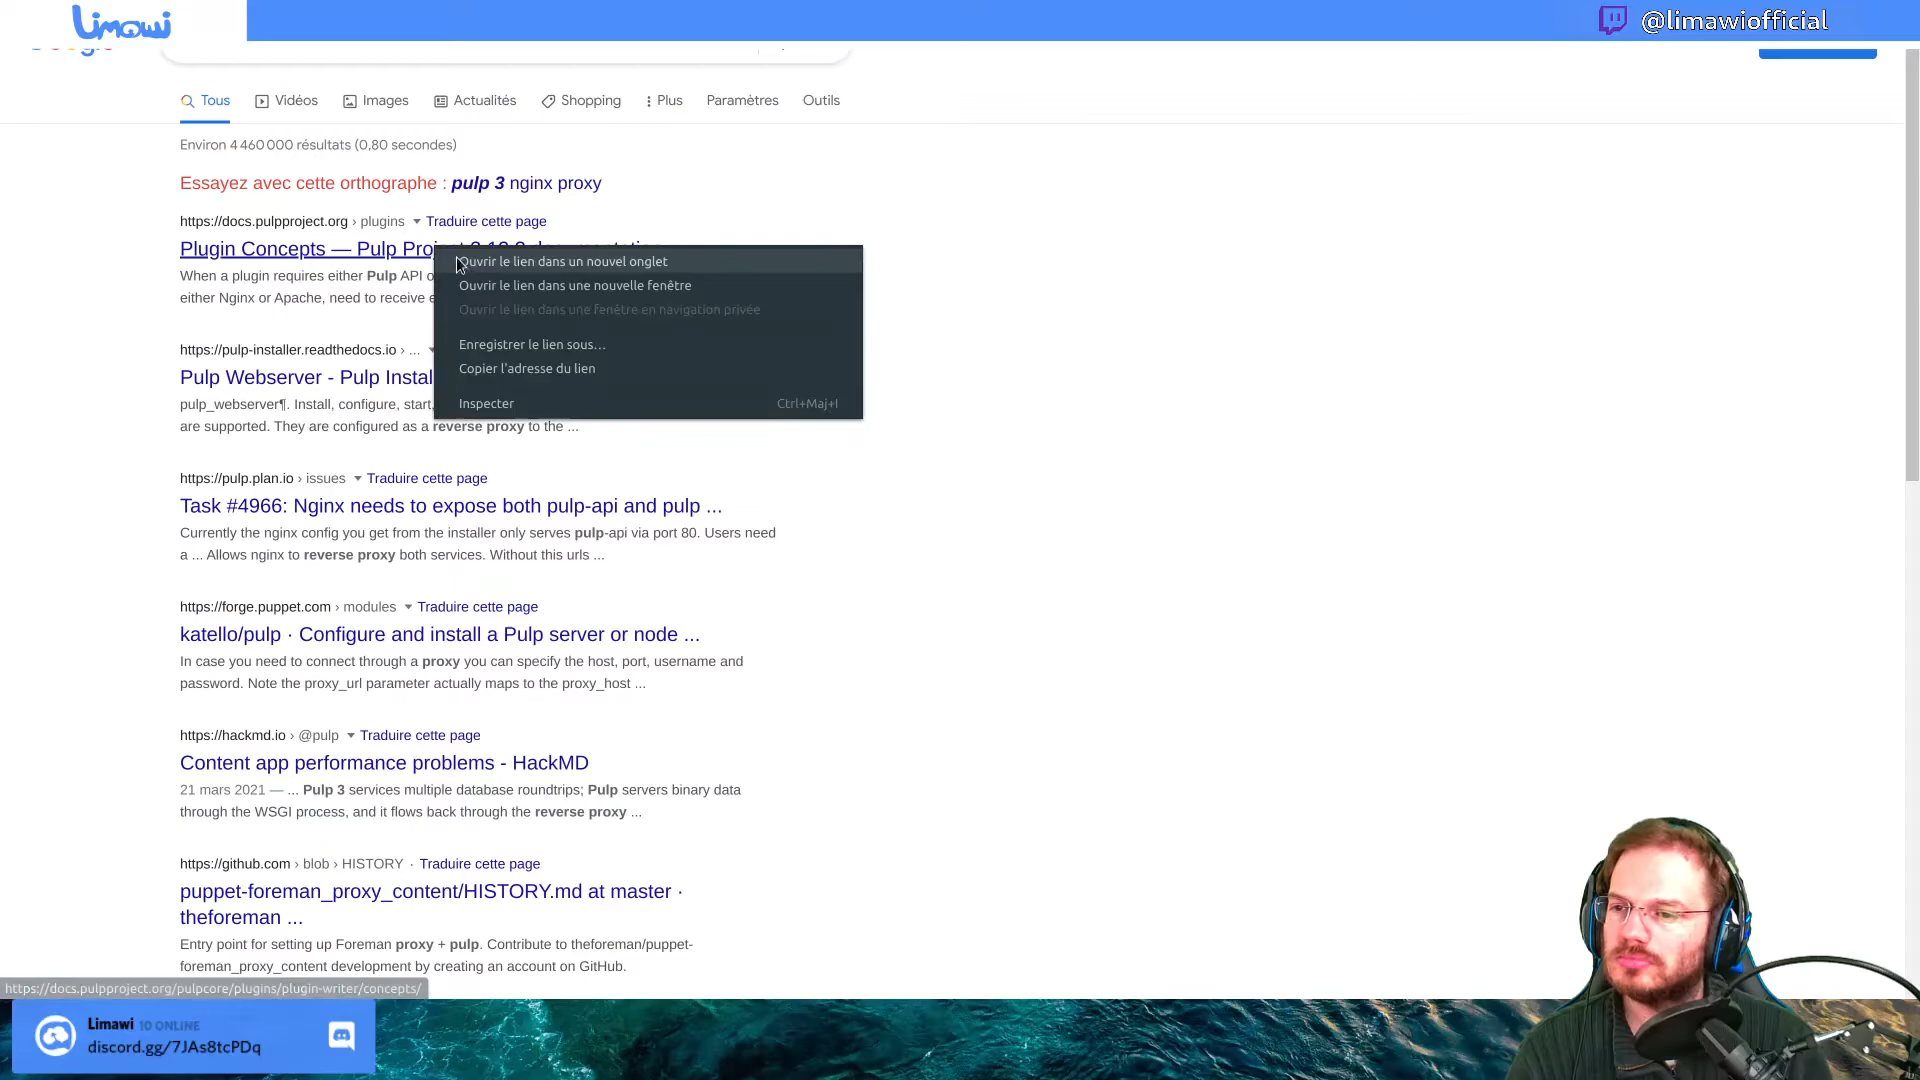 Limawi
@limawiofficial
Tous
Vidéos
Images
Actualités
Shopping
Plus
Paramètres
Outils
Environ 4 460 000 résultats (0,80 secondes)
Essayez avec cette orthographe : pulp 3 nginx proxy
https://docs.pulpproject.org › plugins Traduire cette page
Plugin Concepts — Pulp Pro
When a plugin requires either Pulp API o
either Nginx or Apache, need to receive e
Ouvrir le lien dans un nouvel onglet
Ouvrir le lien dans une nouvelle fenêtre
Ouvrir le lien dans une fenêtre en navigation privée
Enregistrer le lien sous…
Copier l'adresse du lien
Inspecter Ctrl+Maj+I
https://pulp-installer.readthedocs.io › ...
Pulp Webserver - Pulp Instal
pulp_webserver¶. Install, configure, start,
are supported. They are configured as a reverse proxy to the ...
https://pulp.plan.io › issues Traduire cette page
Task #4966: Nginx needs to expose both pulp-api and pulp ...
Currently the nginx config you get from the installer only serves pulp-api via port 80. Users need
a ... Allows nginx to reverse proxy both services. Without this urls ...
https://forge.puppet.com › modules Traduire cette page
katello/pulp · Configure and install a Pulp server or node ...
In case you need to connect through a proxy you can specify the host, port, username and
password. Note the proxy_url parameter actually maps to the proxy_host ...
https://hackmd.io › @pulp Traduire cette page
Content app performance problems - HackMD
21 mars 2021 — ... Pulp 3 services multiple database roundtrips; Pulp servers binary data
through the WSGI process, and it flows back through the reverse proxy ...
https://github.com › blob › HISTORY · Traduire cette page
puppet-foreman_proxy_content/HISTORY.md at master ·
theforeman ...
Entry point for setting up Foreman proxy + pulp. Contribute to theforeman/puppet-
foreman_proxy_content development by creating an account on GitHub.
https://docs.pulpproject.org/pulpcore/plugins/plugin-writer/concepts/
Limawi 10 ONLINE
discord.gg/7JAs8tcPDq